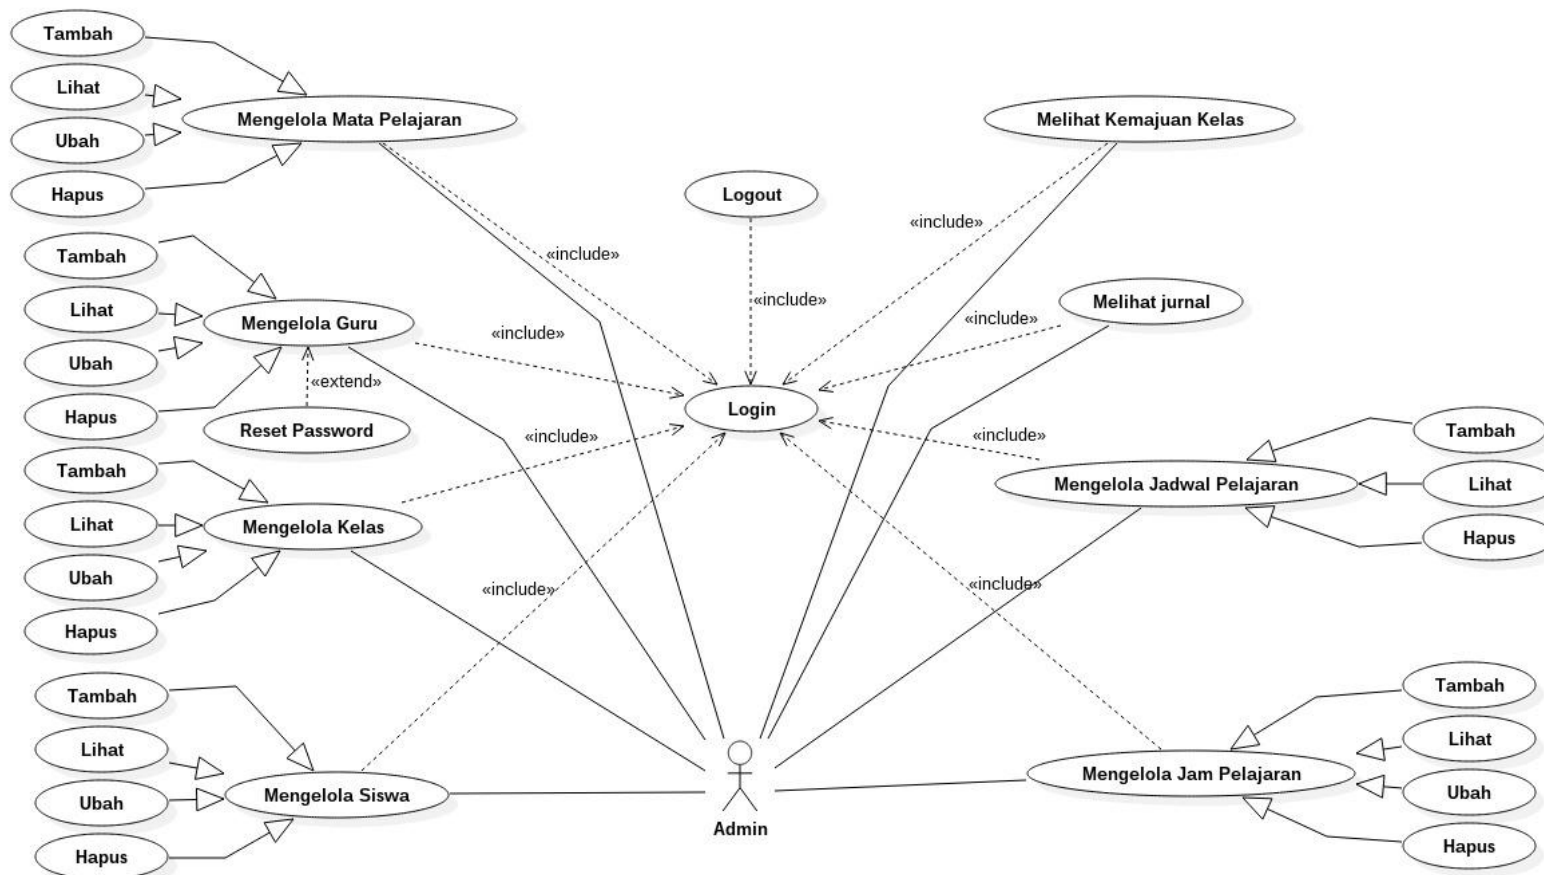 Tambah
Lihat
Ubah
Hapus
Mengelola Mata Pelajaran
Melihat Kemajuan Kelas
Logout
«include»
«include»
«include»
Tambah
Lihat
Ubah
Hapus
Mengelola Guru
«extend»
Reset Password
«include»
Melihat jurnal
«include»
Login
Tambah
Lihat
Ubah
Hapus
Mengelola Kelas
«include»
«include»
Mengelola Jadwal Pelajaran
Tambah
Lihat
Hapus
«include»
«include»
Tambah
Lihat
Ubah
Hapus
Mengelola Siswa
Admin
Mengelola Jam Pelajaran
Tambah
Lihat
Ubah
Hapus